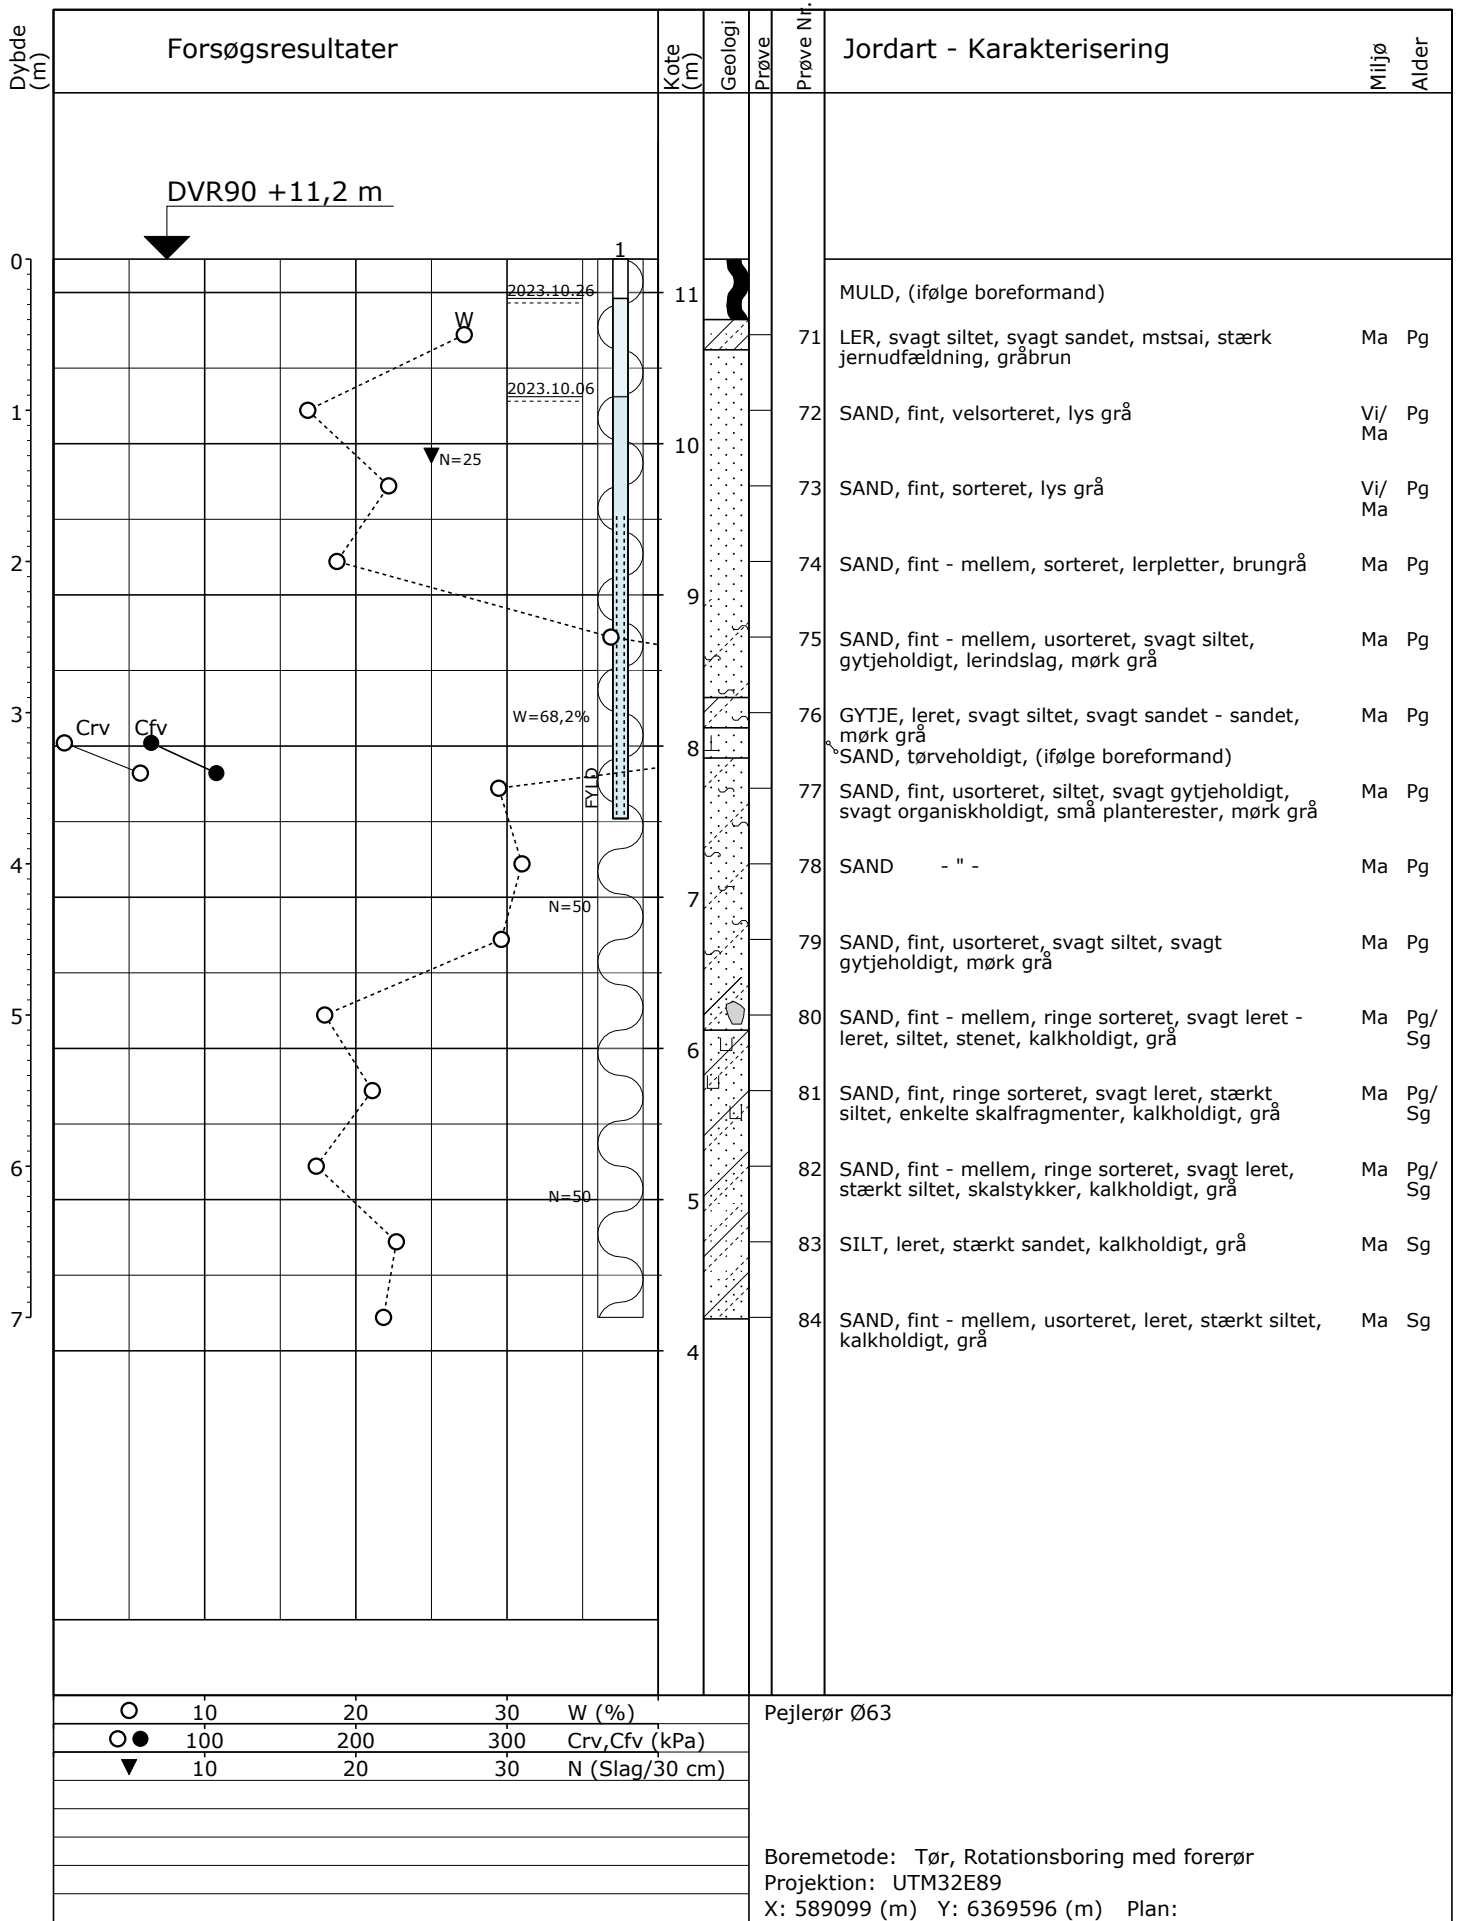 Dybde (m)
Forsøgsresultater
Kote (m)
Geologi
Prøve
Prøve Nr.
Jordart - Karakterisering
Miljø
Alder
DVR90 +11,2 m
0
1
2
3
4
5
6
7
1
2023.10.26
W
2023.10.06
N=25
W=68,2%
Crv
Cfv
FYLD
N=50
N=50
11
10
9
8
7
6
5
4
MULD, (ifølge boreformand)
71 LER, svagt siltet, svagt sandet, mstsai, stærk Ma Pg
jernudfældning, gråbrun
72 SAND, fint, velsorteret, lys grå Vi/ Pg
Ma
73 SAND, fint, sorteret, lys grå Vi/ Pg
Ma
74 SAND, fint - mellem, sorteret, lerpletter, brungrå Ma Pg
75 SAND, fint - mellem, usorteret, svagt siltet, Ma Pg
gytjeholdigt, lerindslag, mørk grå
76 GYTJE, leret, svagt siltet, svagt sandet - sandet, Ma Pg
mørk grå
SAND, tørveholdigt, (ifølge boreformand)
77 SAND, fint, usorteret, siltet, svagt gytjeholdigt, Ma Pg
svagt organiskholdigt, små planterester, mørk grå
78 SAND - " - Ma Pg
79 SAND, fint, usorteret, svagt siltet, svagt Ma Pg
gytjeholdigt, mørk grå
80 SAND, fint - mellem, ringe sorteret, svagt leret - Ma Pg/
leret, siltet, stenet, kalkholdigt, grå Sg
81 SAND, fint, ringe sorteret, svagt leret, stærkt Ma Pg/
siltet, enkelte skalfragmenter, kalkholdigt, grå Sg
82 SAND, fint - mellem, ringe sorteret, svagt leret, Ma Pg/
stærkt siltet, skalstykker, kalkholdigt, grå Sg
83 SILT, leret, stærkt sandet, kalkholdigt, grå Ma Sg
84 SAND, fint - mellem, usorteret, leret, stærkt siltet, Ma Sg
kalkholdigt, grå
10 20 30 W (%)
100 200 300 Crv,Cfv (kPa)
10 20 30 N (Slag/30 cm)
Pejlerør Ø63
Boremetode: Tør, Rotationsboring med forerør
Projektion: UTM32E89
X: 589099 (m) Y: 6369596 (m) Plan: